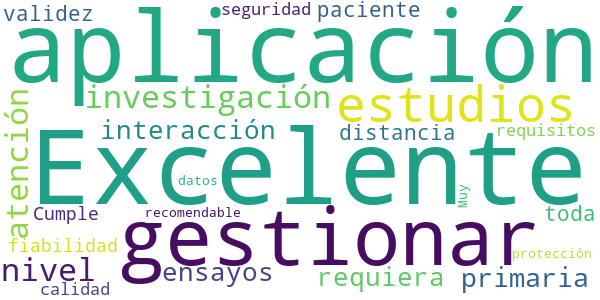 validez seguridad paciente
aplicación
investigación estudios
atención
interacción distancia requisitos
Excelente
datos
Muy
Cumple recomendable toda
gestionar
fiabilidad protección
nivel ensayos requiera primaria
calidad